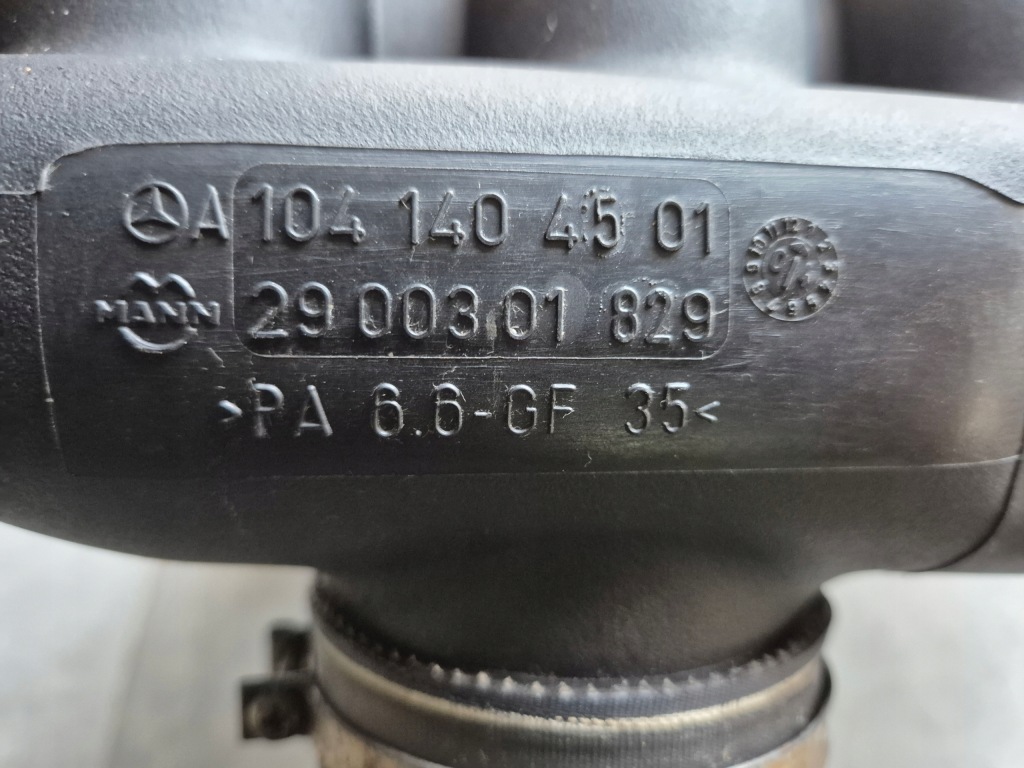 A 104 140 45 01
MANN 29 003 01 829
>PA 6.6-GF 35<